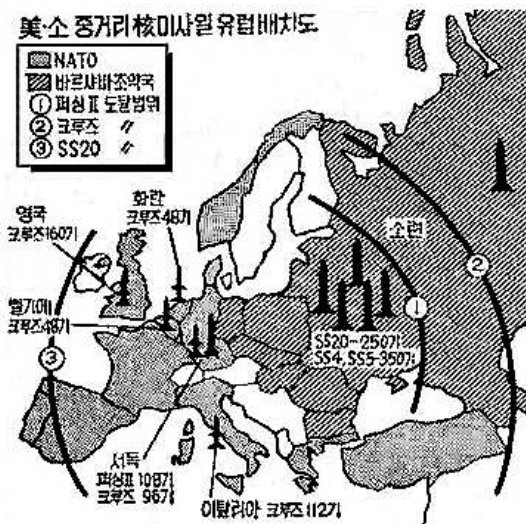 美·소 중거리 核미사일 유럽 배치도
NATO
바르샤바조약국
① 퍼싱Ⅱ 도달범위
② 크루즈 〃
③ SS20 〃
화란
크루즈48기
영국
크루즈160기
벨기에
크루즈48기
소련
②
①
③
SS20-250기
SS4, SS5-350기
서독
퍼싱Ⅱ 108기
크루즈 96기
이탈리아 크루즈112기